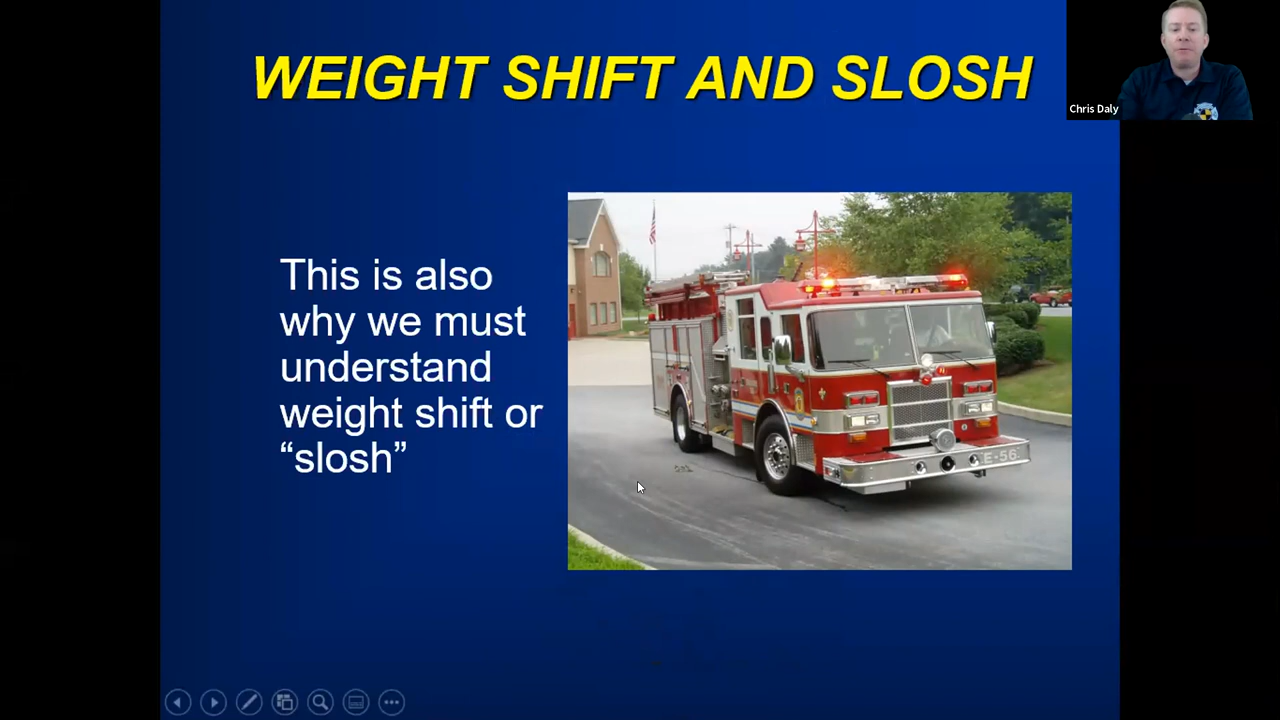 WEIGHT SHIFT AND SLOSH
Chris Daly
This is also
why we must
understand
weight shift or
“slosh”
E-56